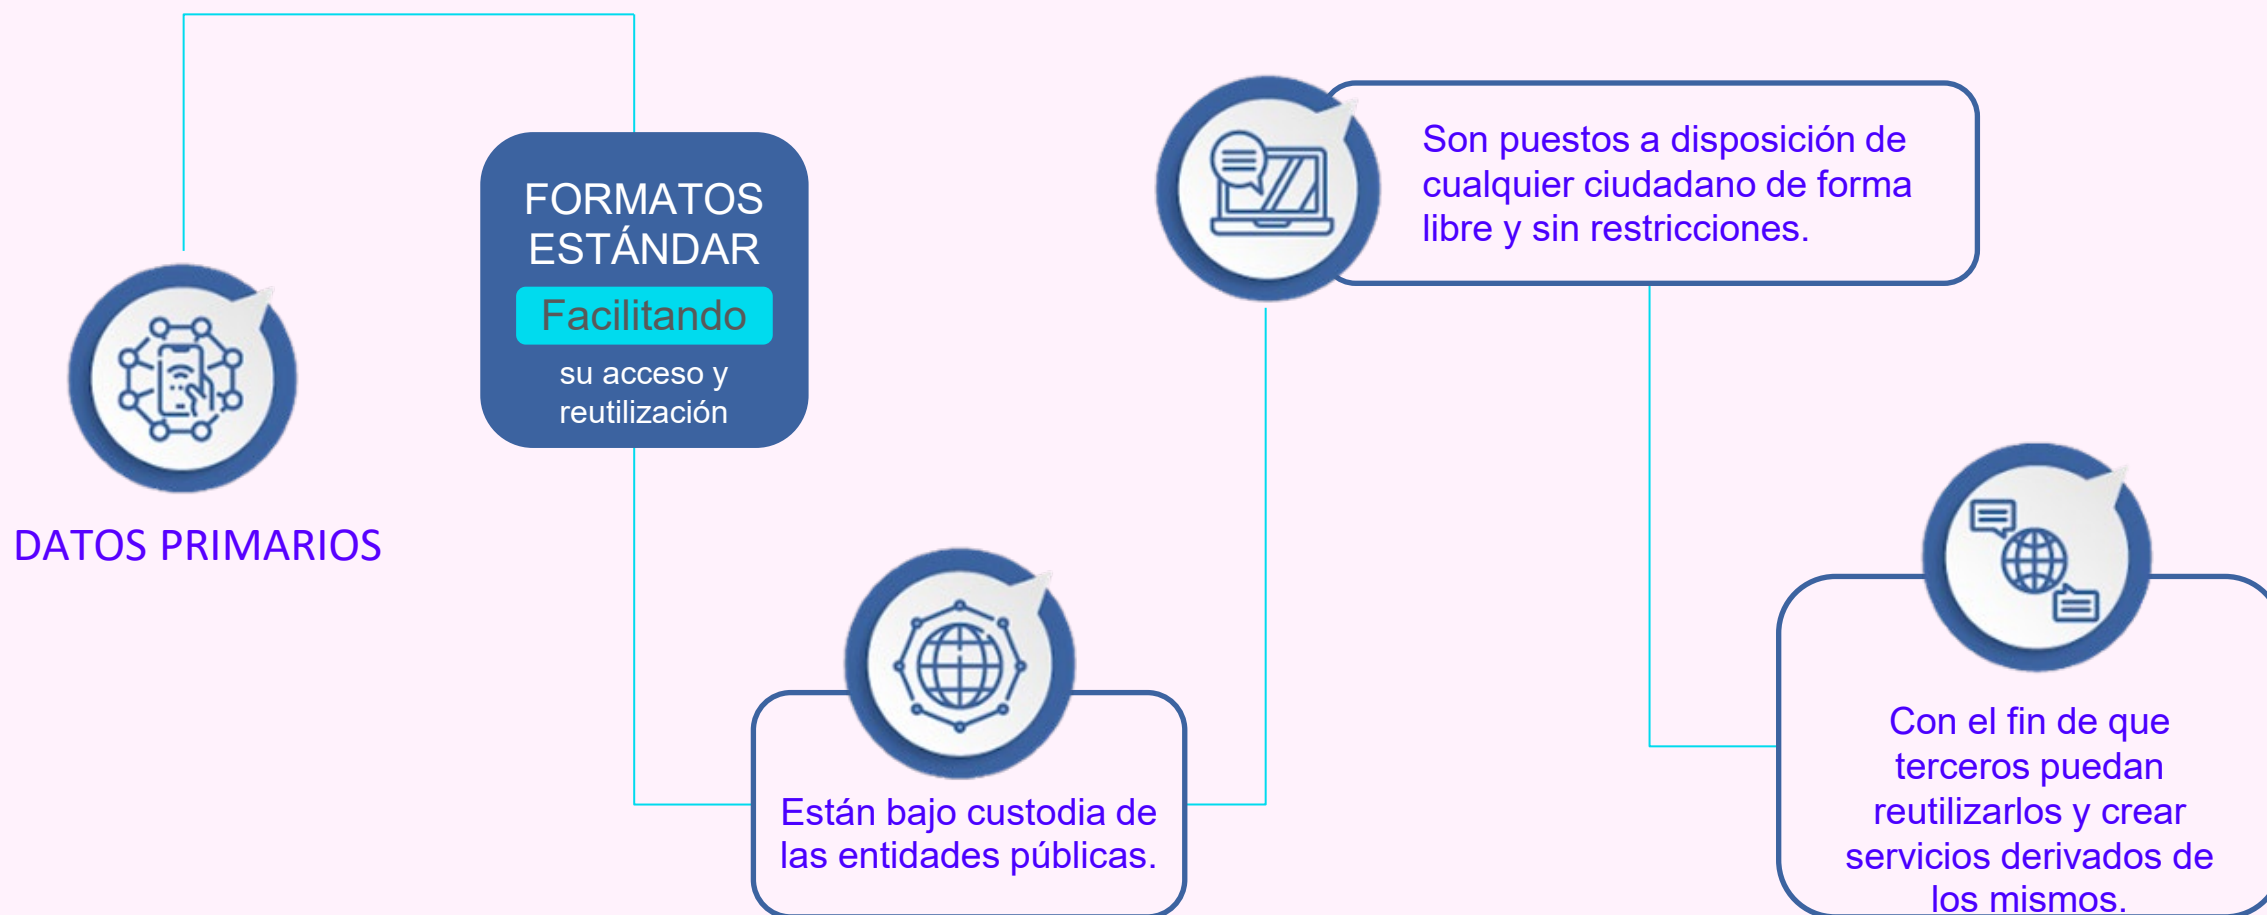 DATOS PRIMARIOS
FORMATOS
ESTÁNDAR
Facilitando
su acceso y
reutilización
Están bajo custodia de
las entidades públicas.
Son puestos a disposición de
cualquier ciudadano de forma
libre y sin restricciones.
Con el fin de que
terceros puedan
reutilizarlos y crear
servicios derivados de
los mismos.